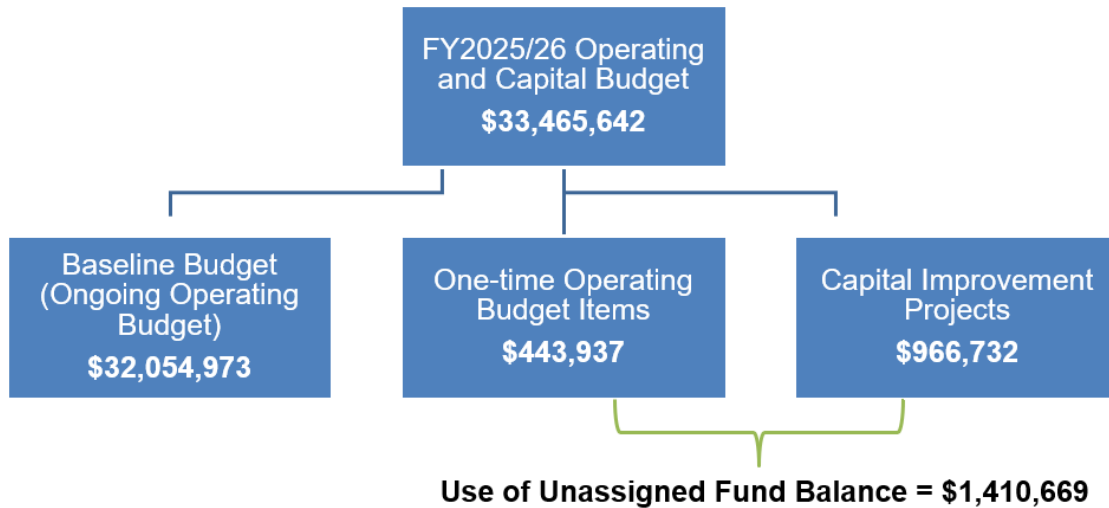 FY2025/26 Operating
and Capital Budget
$33,465,642
Baseline Budget
(Ongoing Operating
Budget)
$32,054,973
One-time Operating
Budget Items
$443,937
Capital Improvement
Projects
$966,732
Use of Unassigned Fund Balance = $1,410,669